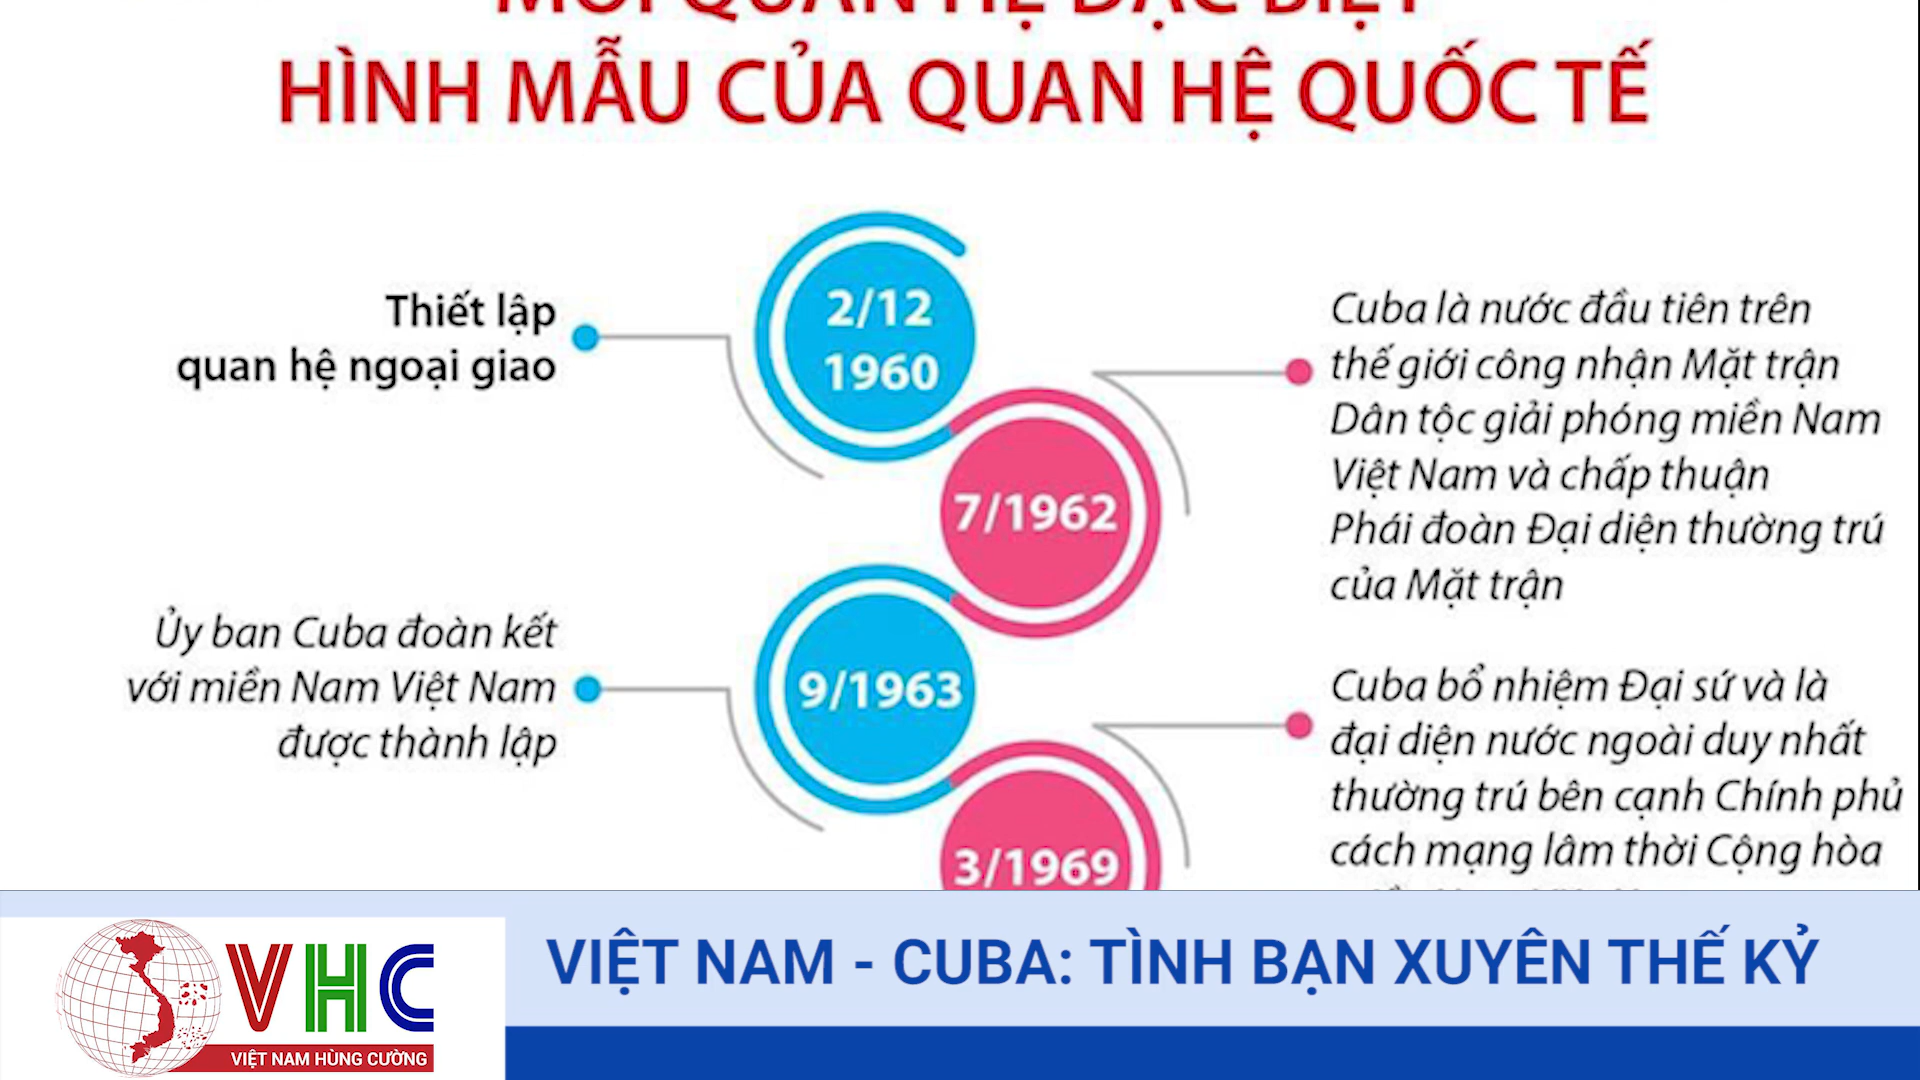 MỐI QUAN HỆ ĐẶC BIỆT
HÌNH MẪU CỦA QUAN HỆ QUỐC TẾ
Thiết lập
quan hệ ngoại giao
2/12
1960
Cuba là nước đầu tiên trên
thế giới công nhận Mặt trận
Dân tộc giải phóng miền Nam
Việt Nam và chấp thuận
Phái đoàn Đại diện thường trú
của Mặt trận
7/1962
Ủy ban Cuba đoàn kết
với miền Nam Việt Nam
được thành lập
9/1963
Cuba bổ nhiệm Đại sứ và là
đại diện nước ngoài duy nhất
thường trú bên cạnh Chính phủ
cách mạng lâm thời Cộng hòa
3/1969
VHC
VIỆT NAM HÙNG CƯỜNG
VIỆT NAM - CUBA: TÌNH BẠN XUYÊN THẾ KỶ